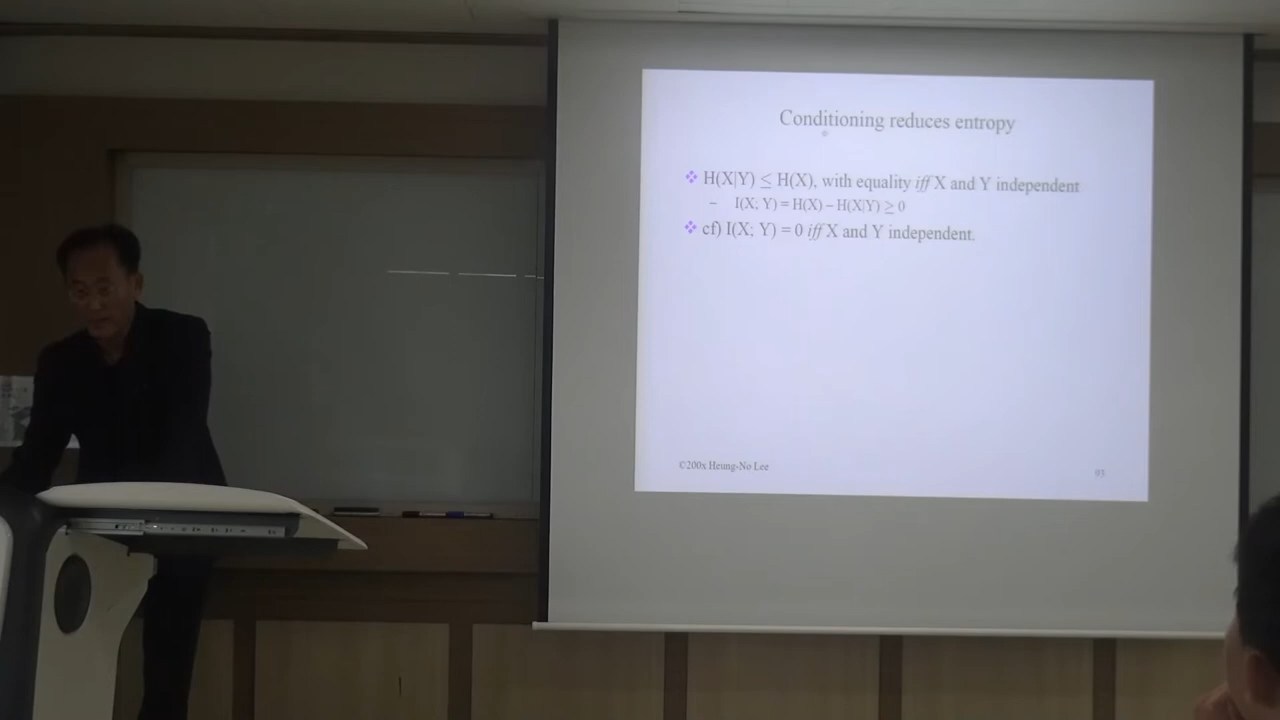 Conditioning reduces entropy
H(X|Y) ≤ H(X), with equality iff X and Y independent
– I(X; Y) = H(X) – H(X|Y) ≥ 0
cf) I(X; Y) = 0 iff X and Y independent.
©200x Heung-No Lee